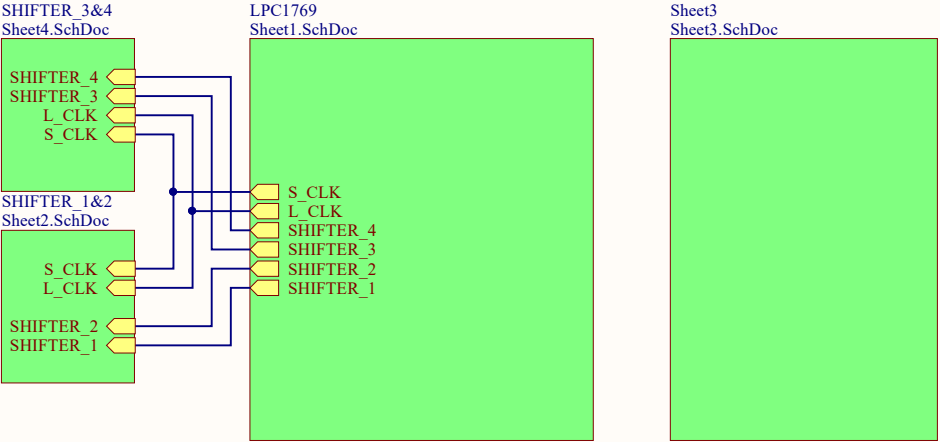 SHIFTER_3&4
Sheet4.SchDoc
SHIFTER_4
SHIFTER_3
L_CLK
S_CLK
SHIFTER_1&2
Sheet2.SchDoc
S_CLK
L_CLK
SHIFTER_2
SHIFTER_1
LPC1769
Sheet1.SchDoc
S_CLK
L_CLK
SHIFTER_4
SHIFTER_3
SHIFTER_2
SHIFTER_1
Sheet3
Sheet3.SchDoc